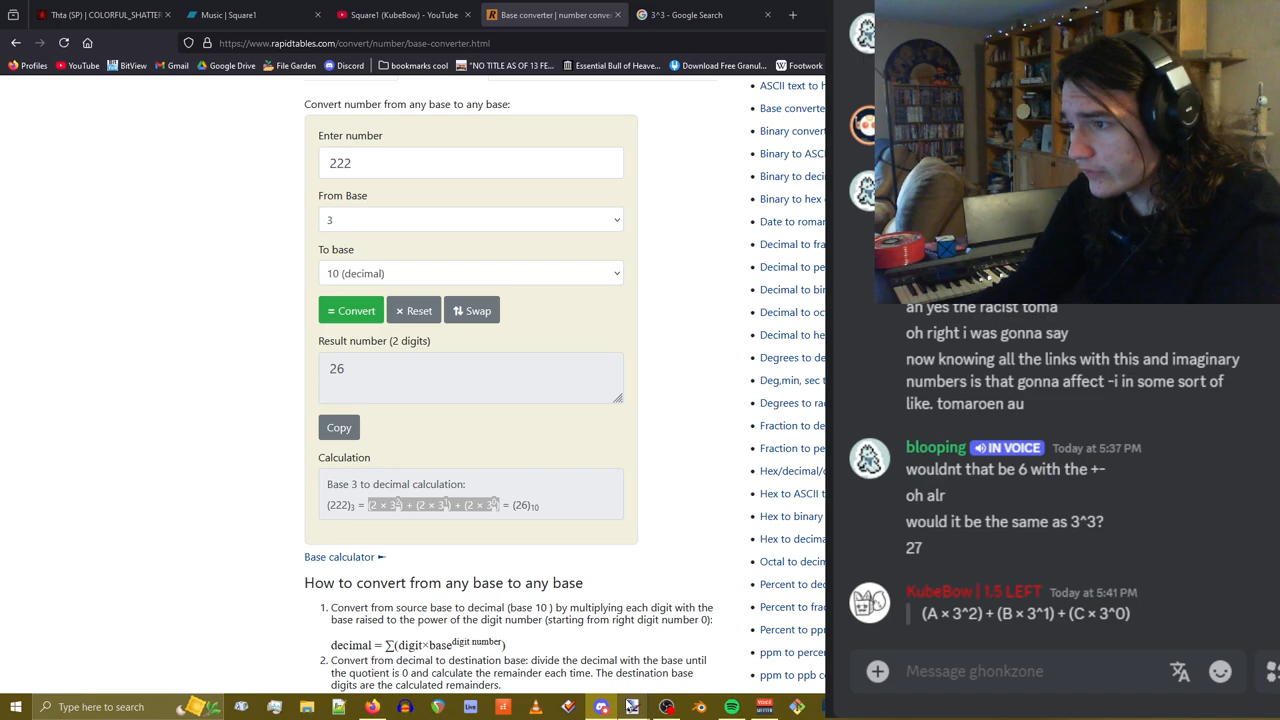 Thta (SP) | COLORFUL_SHATTER
Music | Square1
Square1 (KubeBow) - YouTube
Base converter | number conve
3^3 - Google Search
https://www.rapidtables.com/convert/number/base-converter.html
Profiles
YouTube
BitView
Gmail
Google Drive
File Garden
Discord
bookmarks cool
"NO TITLE AS OF 13 FE...
Essential Bull of Heave...
Download Free Granul...
Footwork
Convert number from any base to any base:
Enter number
222
From Base
3
To base
10 (decimal)
= Convert
× Reset
Swap
Result number (2 digits)
26
Copy
Calculation
Base 3 to decimal calculation:
(222)₃ = (2 × 3²) + (2 × 3¹) + (2 × 3⁰) = (26)₁₀
Base calculator ►
How to convert from any base to any base
1. Convert from source base to decimal (base 10 ) by multiplying each digit with the
base raised to the power of the digit number (starting from right digit number 0):
decimal = ∑(digit×base^digit number)
2. Convert from decimal to destination base: divide the decimal with the base until
the quotient is 0 and calculate the remainder each time. The destination base
digits are the calculated remainders.
ASCII text to h
Base converte
Binary convert
Binary to ASC
Binary to deci
Binary to hex
Date to roma
Decimal to fra
Decimal to pe
Decimal to bin
Decimal to oct
Decimal to he
Degrees to de
Deg,min, sec t
Degrees to ra
Fraction to de
Fraction to pe
Hex/decimal/o
Hex to ASCII t
Hex to binary
Hex to decima
Octal to decim
Percent to dec
Percent to fra
Percent to pp
ppm to percen
ppm to ppb co
ah yes the racist toma
oh right i was gonna say
now knowing all the links with this and imaginary
numbers is that gonna affect -i in some sort of
like. tomaroen au
blooping IN VOICE Today at 5:37 PM
wouldnt that be 6 with the +-
oh alr
would it be the same as 3^3?
27
KubeBow | 1.5 LEFT Today at 5:41 PM
(A × 3^2) + (B × 3^1) + (C × 3^0)
Message ghonkzone
Type here to search